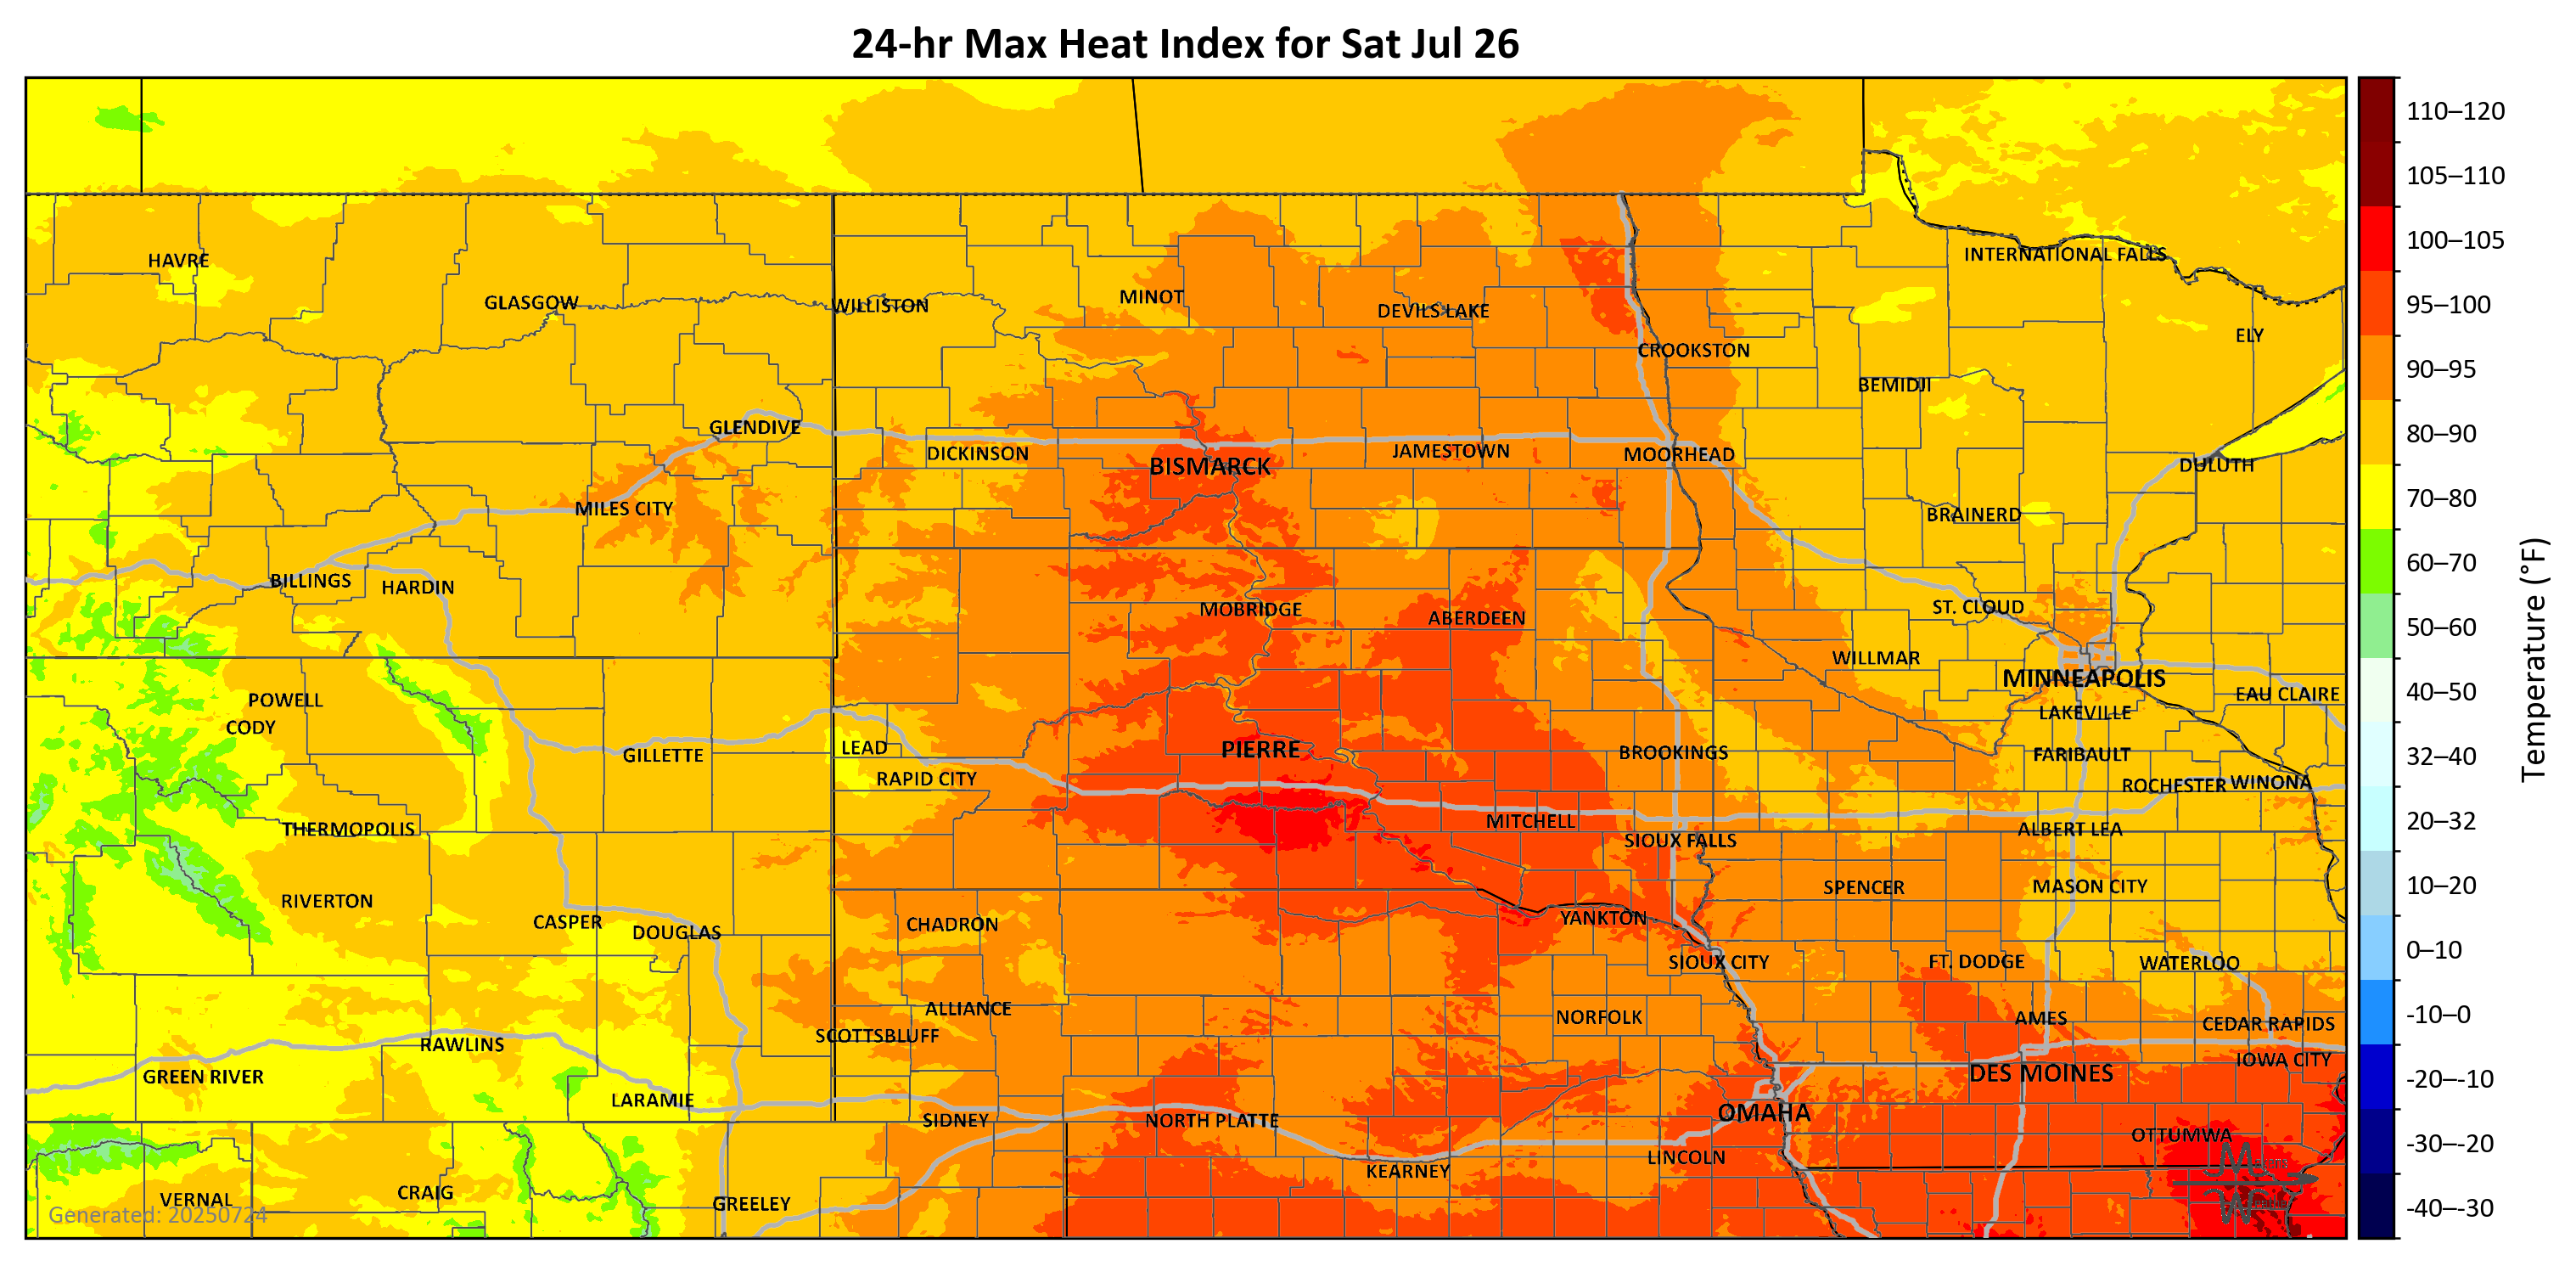 24-hr Max Heat Index for Sat Jul 26
110–120
105–110
100–105
95–100
90–95
80–90
70–80
60–70
50–60
40–50
32–40
20–32
10–20
0–10
-10–0
-20–-10
-30–-20
-40–-30
Temperature (°F)
HAVRE
INTERNATIONAL FALLS
GLASGOW
WILLISTON
MINOT
DEVILS LAKE
ELY
CROOKSTON
BEMIDJI
GLENDIVE
DICKINSON
BISMARCK
JAMESTOWN
MOORHEAD
DULUTH
MILES CITY
BRAINERD
BILLINGS
HARDIN
MOBRIDGE
ABERDEEN
ST. CLOUD
WILLMAR
MINNEAPOLIS
POWELL
EAU CLAIRE
CODY
LAKEVILLE
GILLETTE
LEAD
PIERRE
BROOKINGS
FARIBAULT
RAPID CITY
ROCHESTER
WINONA
THERMOPOLIS
MITCHELL
SIOUX FALLS
ALBERT LEA
RIVERTON
SPENCER
MASON CITY
CASPER
DOUGLAS
CHADRON
YANKTON
SIOUX CITY
FT. DODGE
WATERLOO
ALLIANCE
NORFOLK
AMES
CEDAR RAPIDS
RAWLINS
SCOTTSBLUFF
IOWA CITY
GREEN RIVER
DES MOINES
LARAMIE
SIDNEY
NORTH PLATTE
OMAHA
OTTUMWA
LINCOLN
KEARNEY
VERNAL
CRAIG
GREELEY
Generated: 20250724